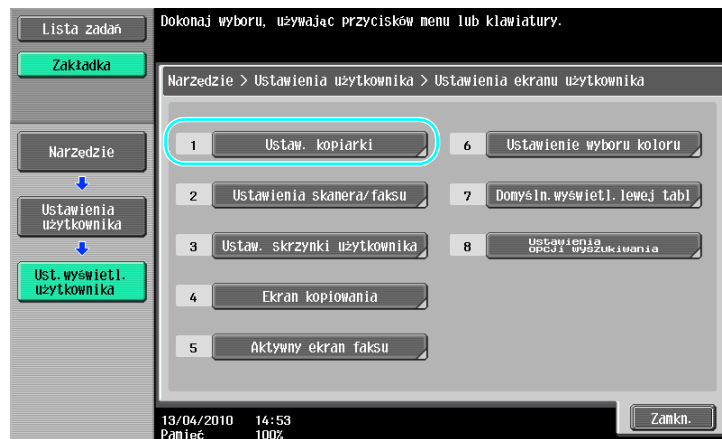 Lista zadań
Dokonaj wyboru, używając przycisków menu lub klawiatury.
Zakładka
Narzędzie > Ustawienia użytkownika > Ustawienia ekranu użytkownika
Narzędzie
Ustawienia
użytkownika
Ust.wyświetl.
użytkownika
1 Ustaw. kopiarki
2 Ustawienia skanera/faksu
3 Ustaw. skrzynki użytkownika
4 Ekran kopiowania
5 Aktywny ekran faksu
6 Ustawienie wyboru koloru
7 Domyśln.wyświetl.lewej tabl
8 Ustawienia
opcji wyszukiwania
13/04/2010 14:53
Pamięć 100%
Zamkn.